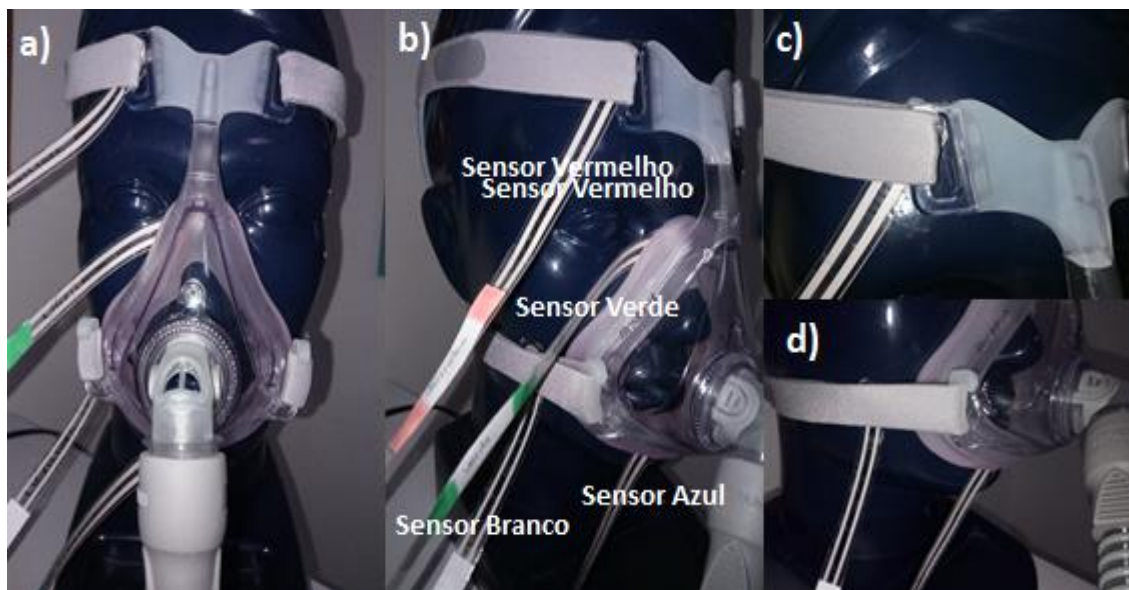 a)
b)
c)
Sensor Vermelho
Sensor Vermelho
Sensor Verde
d)
Sensor Azul
Sensor Branco